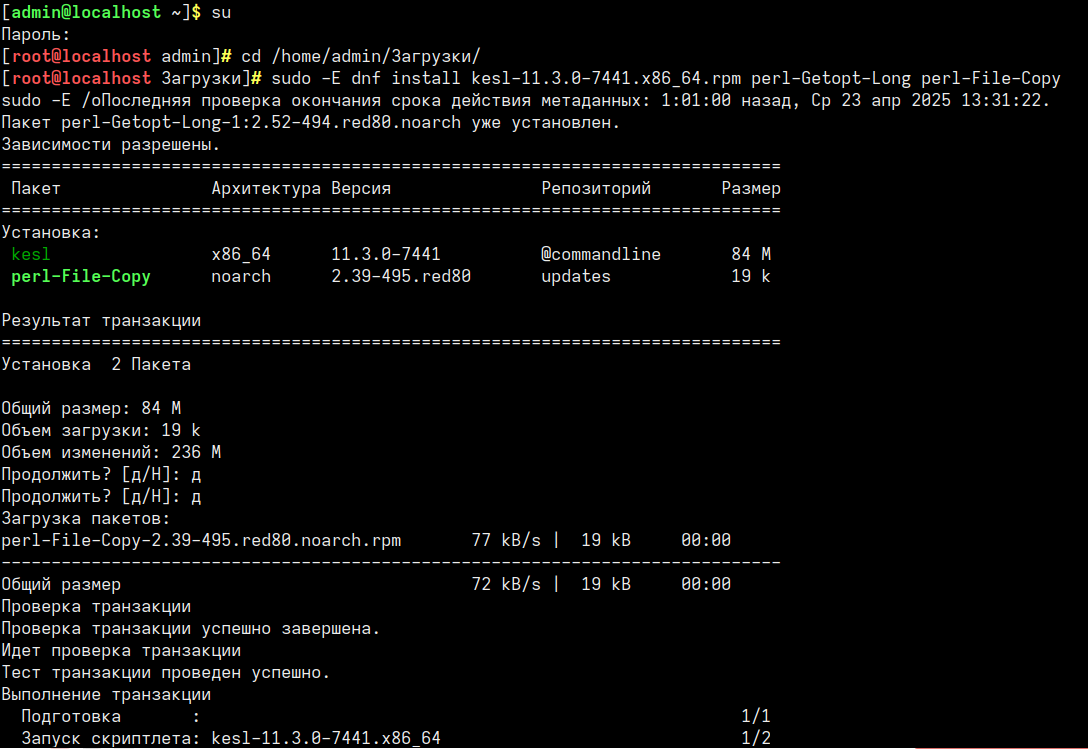 [admin@localhost ~]$ su
Пароль:
[root@localhost admin]# cd /home/admin/Загрузки/
[root@localhost Загрузки]# sudo -E dnf install kesl-11.3.0-7441.x86_64.rpm perl-Getopt-Long perl-File-Copy
sudo -E /oПоследняя проверка окончания срока действия метаданных: 1:01:00 назад, Ср 23 апр 2025 13:31:22.
Пакет perl-Getopt-Long-1:2.52-494.red80.noarch уже установлен.
Зависимости разрешены.
==============================================================================
Пакет Архитектура Версия Репозиторий Размер
==============================================================================
Установка:
kesl x86_64 11.3.0-7441 @commandline 84 M
perl-File-Copy noarch 2.39-495.red80 updates 19 k
Результат транзакции
==============================================================================
Установка  2 Пакета
Общий размер: 84 M
Объем загрузки: 19 k
Объем изменений: 236 M
Продолжить? [д/Н]: д
Продолжить? [д/Н]: д
Загрузка пакетов:
perl-File-Copy-2.39-495.red80.noarch.rpm 77 kB/s |  19 kB 00:00
------------------------------------------------------------------------------
Общий размер 72 kB/s |  19 kB 00:00
Проверка транзакции
Проверка транзакции успешно завершена.
Идет проверка транзакции
Тест транзакции проведен успешно.
Выполнение транзакции
Подготовка : 1/1
Запуск скриптлета: kesl-11.3.0-7441.x86_64 1/2